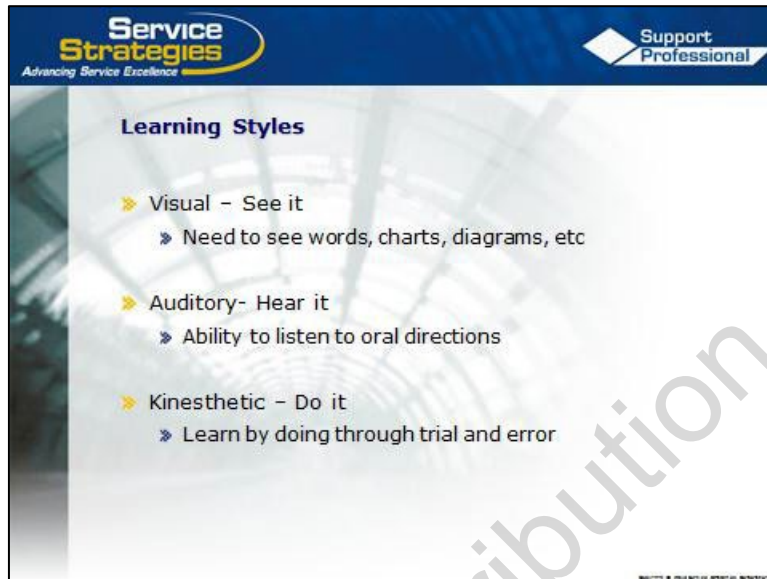 Service
Strategies
Advancing Service Excellence
Support
Professional
Learning Styles
Visual – See it
Need to see words, charts, diagrams, etc
Auditory- Hear it
Ability to listen to oral directions
Kinesthetic – Do it
Learn by doing through trial and error